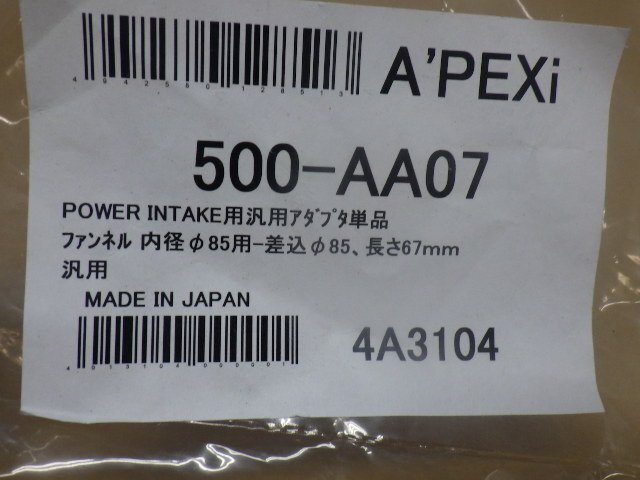 A'PEXi
4942580128513
500-AA07
POWER INTAKE用汎用ｱﾀﾞﾌﾟﾀ単品
ファンネル 内径φ85用-差込φ85、長さ67mm
汎用
MADE IN JAPAN
4A3104